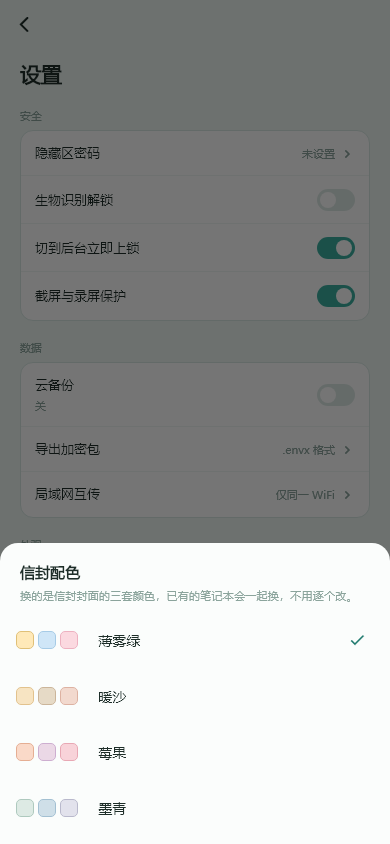 设置
安全
隐藏区密码
未设置
生物识别解锁
切到后台立即上锁
截屏与录屏保护
数据
云备份
关
导出加密包
.envx 格式
局域网互传
仅同一 WiFi
信封配色
换的是信封封面的三套颜色，已有的笔记本会一起换，不用逐个改。
薄雾绿
暖沙
莓果
墨青